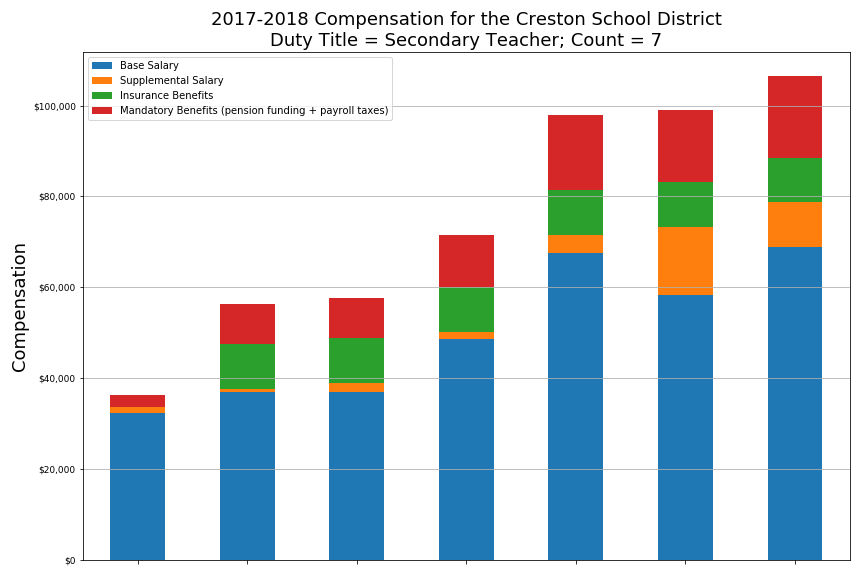 2017-2018 Compensation for the Creston School District
Duty Title = Secondary Teacher; Count = 7
Base Salary
Supplemental Salary
Insurance Benefits
Mandatory Benefits (pension funding + payroll taxes)
$100,000
$80,000
$60,000
$40,000
$20,000
$0
Compensation